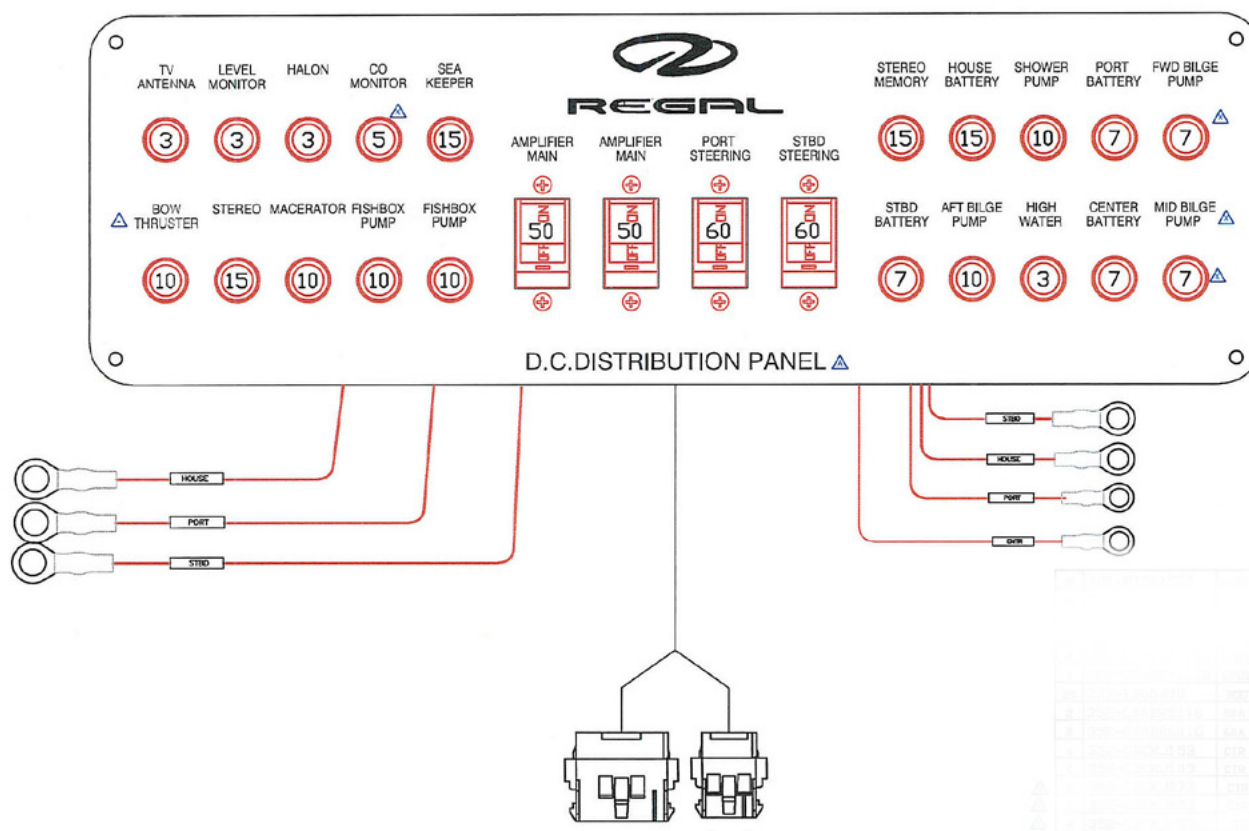 TV ANTENNA
LEVEL MONITOR
HALON
CO MONITOR
SEA KEEPER
3
3
3
5
15
BOW THRUSTER
STEREO
MACERATOR
FISHBOX PUMP
FISHBOX PUMP
10
15
10
10
10
REGAL
AMPLIFIER MAIN
AMPLIFIER MAIN
PORT STEERING
STBD STEERING
ON
50
OFF
ON
50
OFF
ON
60
OFF
ON
60
OFF
STEREO MEMORY
HOUSE BATTERY
SHOWER PUMP
PORT BATTERY
FWD BILGE PUMP
15
15
10
7
7
STBD BATTERY
AFT BILGE PUMP
HIGH WATER
CENTER BATTERY
MID BILGE PUMP
7
10
3
7
7
D.C.DISTRIBUTION PANEL
HOUSE
PORT
STBD
STBD
HOUSE
PORT
CNTR